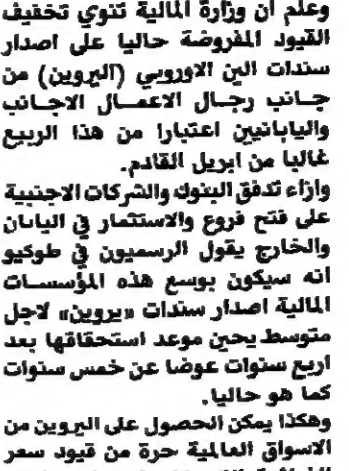 وعلم ان وزارة المالية تنوي تخفيف
القيود المفروضة حاليا على اصدار
سندات الين الاوروبي (اليروين) من
جانب رجال الاعمال الاجانب
واليابانيين اعتبارا من هذا الربيع
غالبا من ابريل القادم.
وازاء تدفق البنوك والشركات الاجنبية
على فتح فروع والاستثمار في اليابان
والخارج يقول الرسميون في طوكيو
انه سيكون بوسع هذه المؤسسات
المالية اصدار سندات «يروين» لاجل
متوسط يحين موعد استحقاقها بعد
اربع سنوات عوضا عن خمس سنوات
كما هو حاليا.
وهكذا يمكن الحصول على اليروين من
الاسواق العالمية حرة من قيود سعر